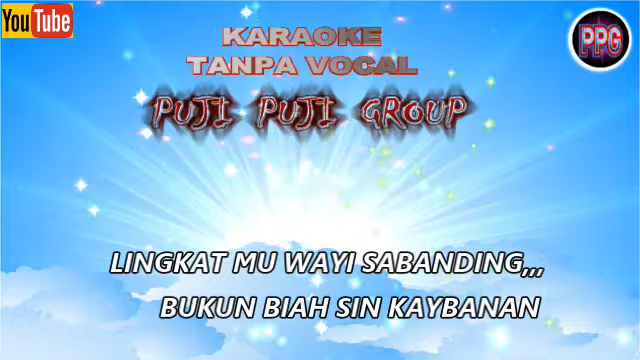 YouTube
KARAOKE
PPG
TANPA VOCAL
PUJI PUJI GROUP
LINGKAT MU WAYI SABANDING,,,
BUKUN BIAH SIN KAYBANAN